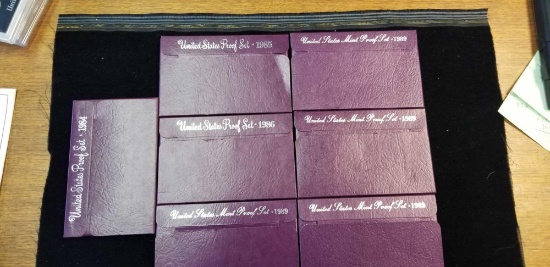 United States Proof Set · 1984
United States Proof Set · 1985
United States Mint Proof Set · 1989
United States Proof Set · 1986
United States Mint Proof Set · 1989
United States Mint Proof Set · 1989
United States Mint Proof Set · 1989